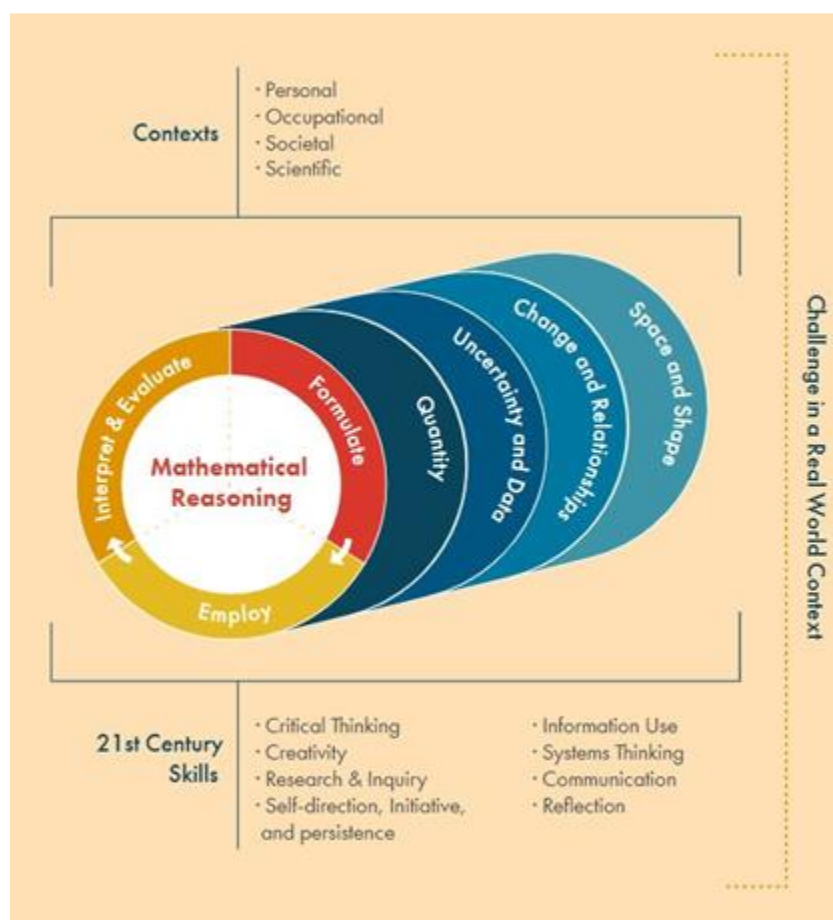 Contexts
· Personal
· Occupational
· Societal
· Scientific
Interpret & Evaluate
Formulate
Mathematical
Reasoning
Employ
Quantity
Uncertainty and Data
Change and Relationships
Space and Shape
Challenge in a Real World Context
21st Century
Skills
· Critical Thinking
· Creativity
· Research & Inquiry
· Self-direction, Initiative,
and persistence
· Information Use
· Systems Thinking
· Communication
· Reflection